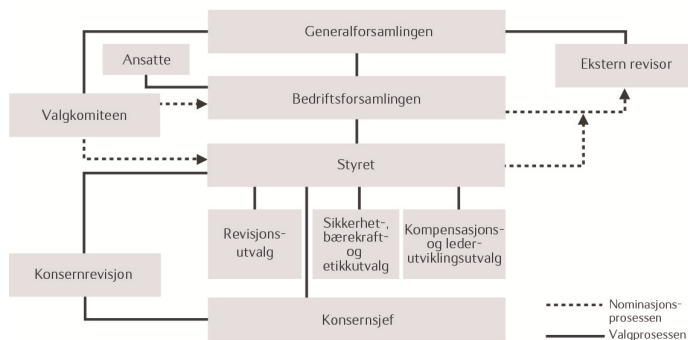 Generalforsamlingen
Ansatte
Ekstern revisor
Bedriftsforsamlingen
Valgkomiteen
Styret
Revisjons-
utvalg
Sikkerhet-,
bærekraft-
og
etikkutvalg
Kompensasjons-
og leder-
utviklingsutvalg
Konsernrevisjon
Konsernsjef
Nominasjons-
prosessen
Valgprosessen